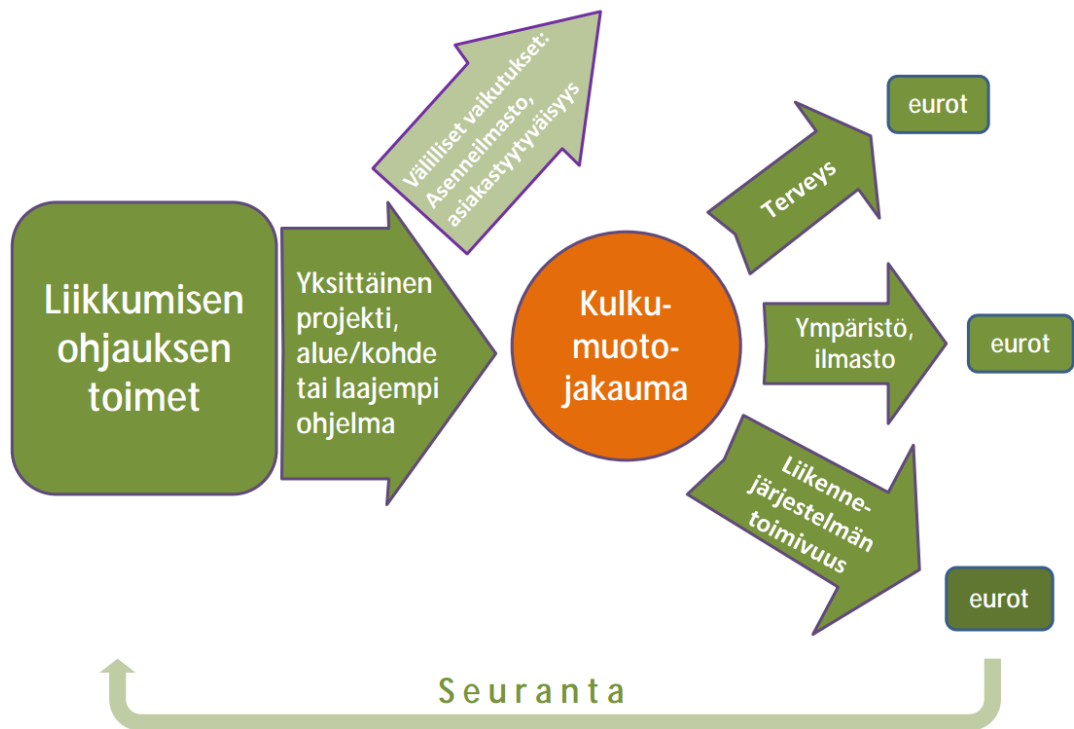 Liikkumisen
ohjauksen
toimet
Yksittäinen
projekti,
alue/kohde
tai laajempi
ohjelma
Välilliset vaikutukset:
Asenneilmasto,
asiakastyytyväisyys
Kulku-
muoto-
jakauma
Terveys
eurot
Ympäristö,
ilmasto
eurot
Liikenne-
järjestelmän
toimivuus
eurot
Seuranta